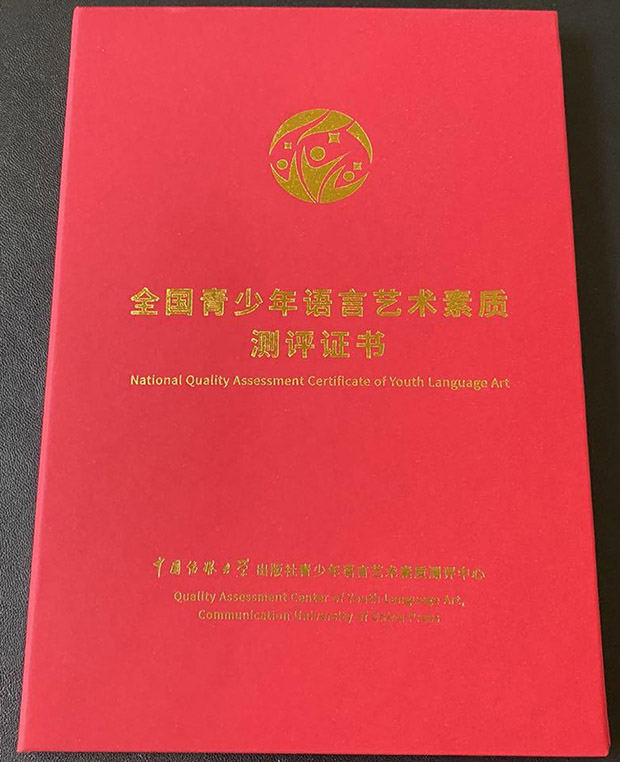 全国青少年语言艺术素质
测评证书
National Quality Assessment Certificate of Youth Language Art
中国传媒大学出版社青少年语言艺术素质测评中心
Quality Assessment Center of Youth Language Art,
Communication University of China Press